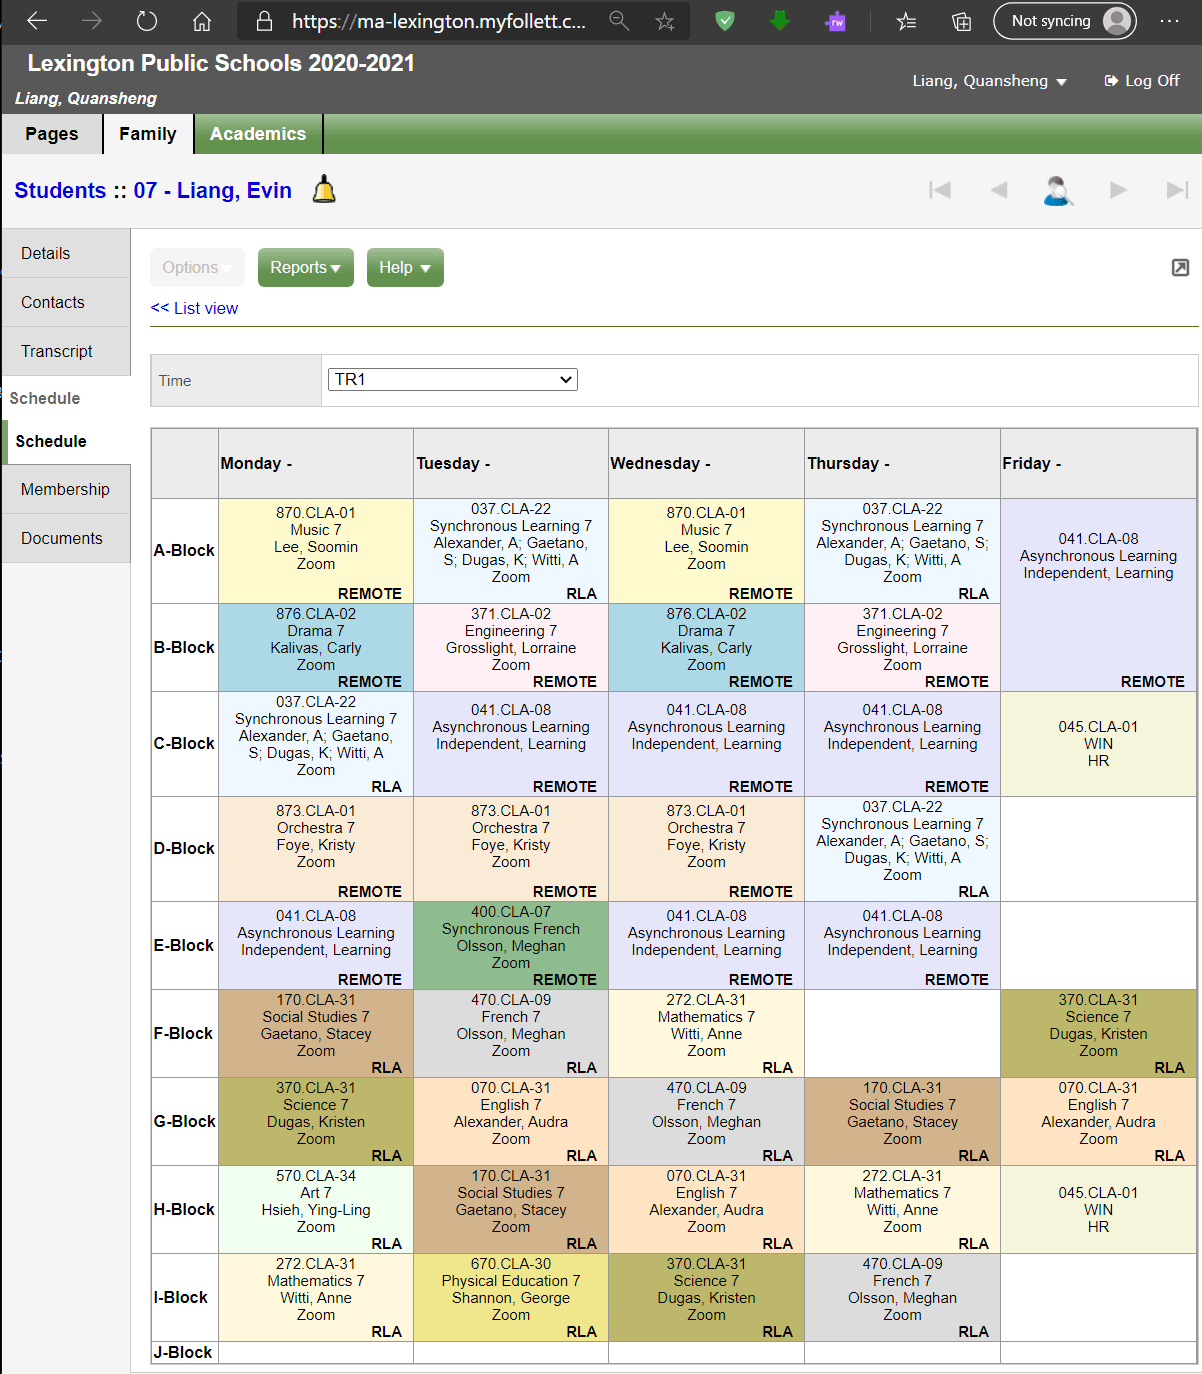 https://ma-lexington.myfollett.c...
rw
Not syncing
Lexington Public Schools 2020-2021
Liang, Quansheng
Log Off
Liang, Quansheng
Pages
Family
Academics
Students :: 07 - Liang, Evin
Details
Contacts
Transcript
Schedule
Schedule
Membership
Documents
Options
Reports
Help
<< List view
Time
TR1
Monday -
Tuesday -
Wednesday -
Thursday -
Friday -
A-Block
870.CLA-01
Music 7
Lee, Soomin
Zoom
REMOTE
037.CLA-22
Synchronous Learning 7
Alexander, A; Gaetano,
S; Dugas, K; Witti, A
Zoom
RLA
870.CLA-01
Music 7
Lee, Soomin
Zoom
REMOTE
037.CLA-22
Synchronous Learning 7
Alexander, A; Gaetano, S;
Dugas, K; Witti, A
Zoom
RLA
041.CLA-08
Asynchronous Learning
Independent, Learning
REMOTE
B-Block
876.CLA-02
Drama 7
Kalivas, Carly
Zoom
REMOTE
371.CLA-02
Engineering 7
Grosslight, Lorraine
Zoom
REMOTE
876.CLA-02
Drama 7
Kalivas, Carly
Zoom
REMOTE
371.CLA-02
Engineering 7
Grosslight, Lorraine
Zoom
REMOTE
C-Block
037.CLA-22
Synchronous Learning 7
Alexander, A; Gaetano,
S; Dugas, K; Witti, A
Zoom
RLA
041.CLA-08
Asynchronous Learning
Independent, Learning
REMOTE
041.CLA-08
Asynchronous Learning
Independent, Learning
REMOTE
041.CLA-08
Asynchronous Learning
Independent, Learning
REMOTE
045.CLA-01
WIN
HR
D-Block
873.CLA-01
Orchestra 7
Foye, Kristy
Zoom
REMOTE
873.CLA-01
Orchestra 7
Foye, Kristy
Zoom
REMOTE
873.CLA-01
Orchestra 7
Foye, Kristy
Zoom
REMOTE
037.CLA-22
Synchronous Learning 7
Alexander, A; Gaetano, S;
Dugas, K; Witti, A
Zoom
RLA
E-Block
041.CLA-08
Asynchronous Learning
Independent, Learning
REMOTE
400.CLA-07
Synchronous French
Olsson, Meghan
Zoom
REMOTE
041.CLA-08
Asynchronous Learning
Independent, Learning
REMOTE
041.CLA-08
Asynchronous Learning
Independent, Learning
REMOTE
F-Block
170.CLA-31
Social Studies 7
Gaetano, Stacey
Zoom
RLA
470.CLA-09
French 7
Olsson, Meghan
Zoom
RLA
272.CLA-31
Mathematics 7
Witti, Anne
Zoom
RLA
370.CLA-31
Science 7
Dugas, Kristen
Zoom
RLA
G-Block
370.CLA-31
Science 7
Dugas, Kristen
Zoom
RLA
070.CLA-31
English 7
Alexander, Audra
Zoom
RLA
470.CLA-09
French 7
Olsson, Meghan
Zoom
RLA
170.CLA-31
Social Studies 7
Gaetano, Stacey
Zoom
RLA
070.CLA-31
English 7
Alexander, Audra
Zoom
RLA
H-Block
570.CLA-34
Art 7
Hsieh, Ying-Ling
Zoom
RLA
170.CLA-31
Social Studies 7
Gaetano, Stacey
Zoom
RLA
070.CLA-31
English 7
Alexander, Audra
Zoom
RLA
272.CLA-31
Mathematics 7
Witti, Anne
Zoom
RLA
045.CLA-01
WIN
HR
I-Block
272.CLA-31
Mathematics 7
Witti, Anne
Zoom
RLA
670.CLA-30
Physical Education 7
Shannon, George
Zoom
RLA
370.CLA-31
Science 7
Dugas, Kristen
Zoom
RLA
470.CLA-09
French 7
Olsson, Meghan
Zoom
RLA
J-Block